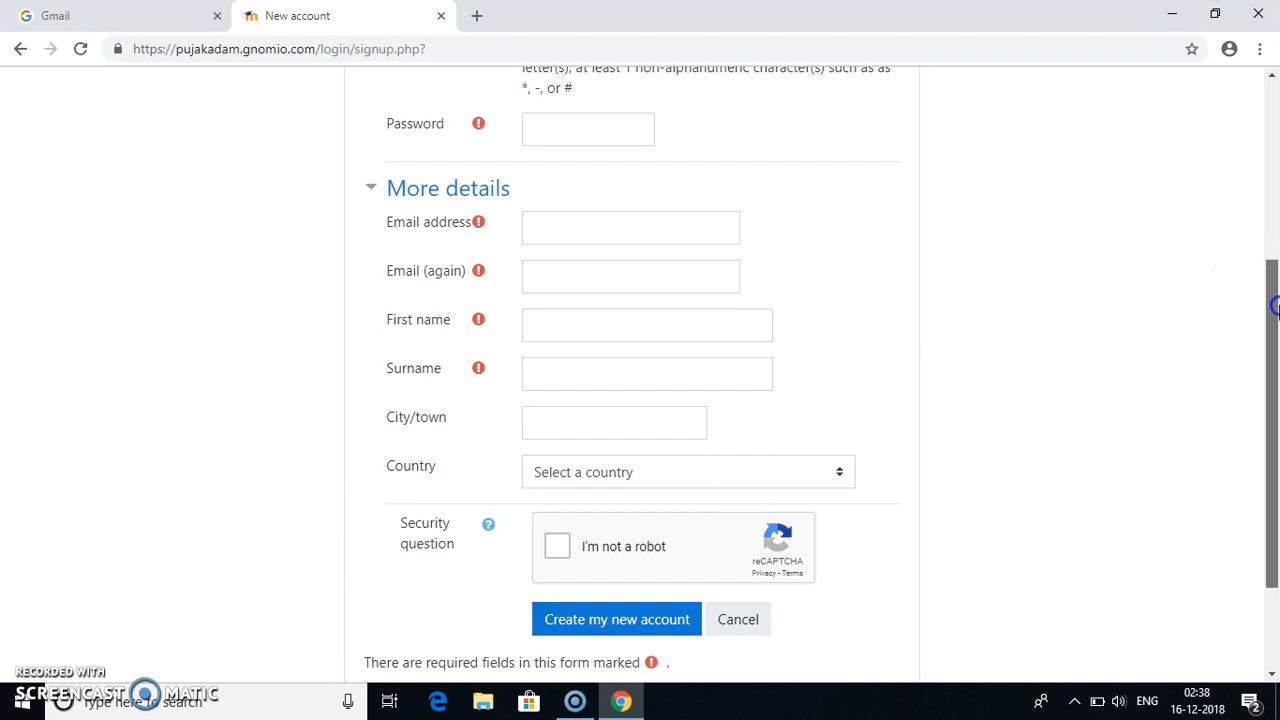 Gmail
New account
https://pujakadam.gnomio.com/login/signup.php?
letter(s), at least 1 non-alphanumeric character(s) such as as
*, -, or #
Password
More details
Email address
Email (again)
First name
Surname
City/town
Country
Select a country
Security
question
I'm not a robot
reCAPTCHA
Privacy - Terms
Create my new account
Cancel
There are required fields in this form marked .
RECORDED WITH
SCREENCAST MATIC
Type here to search
ENG
02:38
16-12-2018
2